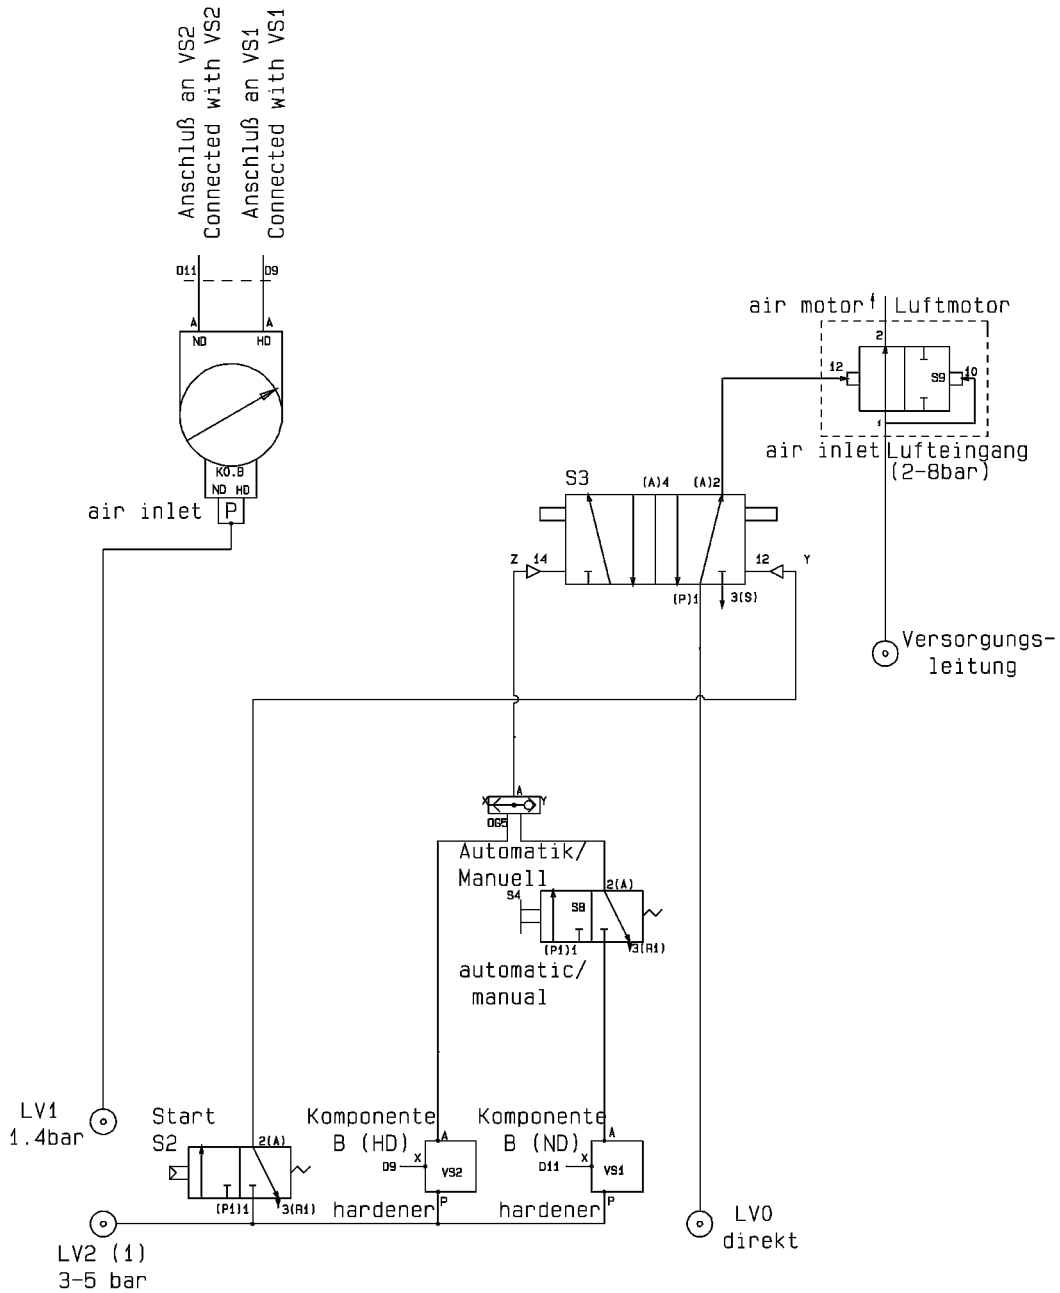 Anschluß an VS2
Connected with VS2
Anschluß an VS1
Connected with VS1
D11
D9
A
A
ND
HD
KO.B
ND HD
air inlet
P
air motor
Luftmotor
2
12
S9
10
1
air inlet
Lufteingang
(2-8bar)
S3
(A)4
(A)2
Z
14
12
Y
(P)1
3(S)
Versorgungs-
leitung
A
X
Y
OG5
Automatik/
Manuell
2(A)
S4
S8
(P1)1
3(R1)
automatic/
manual
LV1
1.4bar
Start
S2
2(A)
(P1)1
3(R1)
Komponente
B (HD)
A
X
D9
VS2
P
hardener
Komponente
B (ND)
A
X
D11
VS1
P
hardener
LV0
direkt
LV2 (1)
3-5 bar